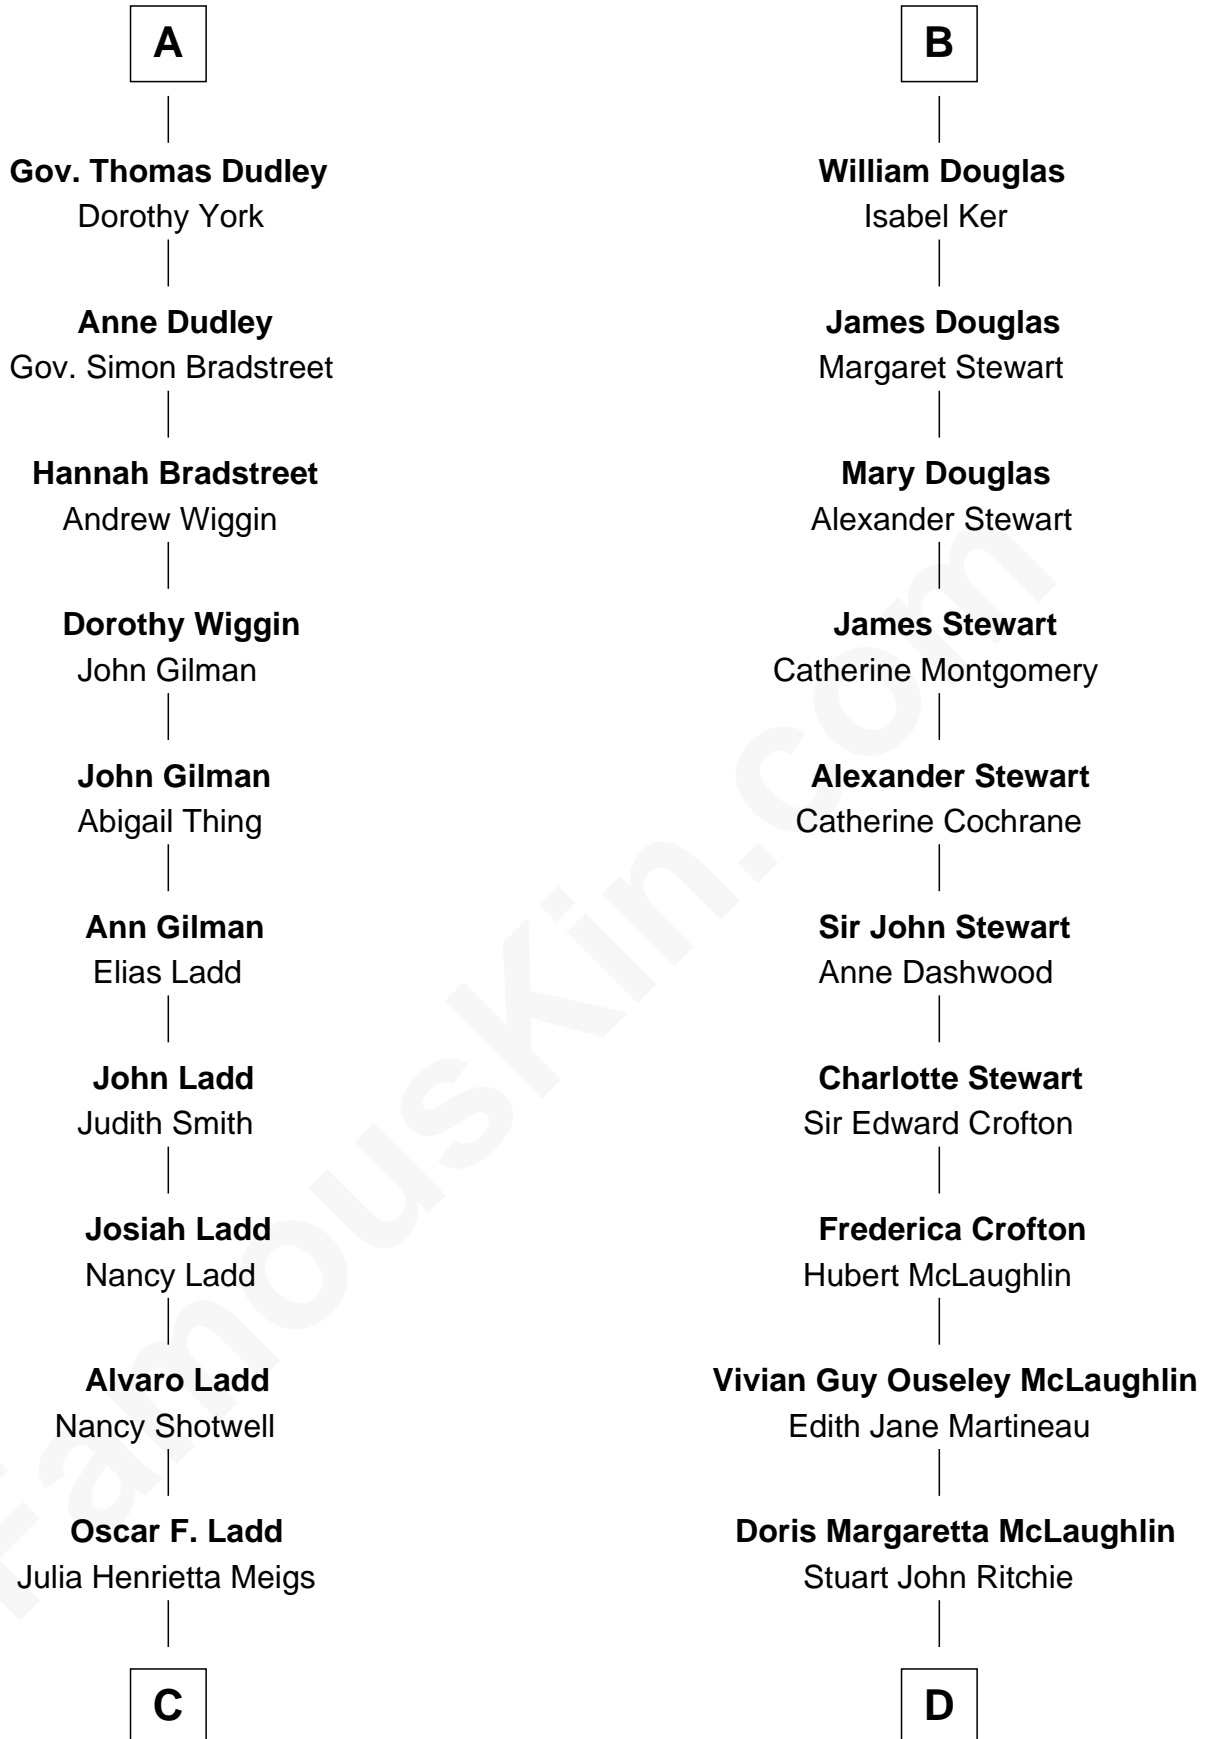 A
Gov. Thomas Dudley
Dorothy York
Anne Dudley
Gov. Simon Bradstreet
Hannah Bradstreet
Andrew Wiggin
Dorothy Wiggin
John Gilman
John Gilman
Abigail Thing
Ann Gilman
Elias Ladd
John Ladd
Judith Smith
Josiah Ladd
Nancy Ladd
Alvaro Ladd
Nancy Shotwell
Oscar F. Ladd
Julia Henrietta Meigs
C
B
William Douglas
Isabel Ker
James Douglas
Margaret Stewart
Mary Douglas
Alexander Stewart
James Stewart
Catherine Montgomery
Alexander Stewart
Catherine Cochrane
Sir John Stewart
Anne Dashwood
Charlotte Stewart
Sir Edward Crofton
Frederica Crofton
Hubert McLaughlin
Vivian Guy Ouseley McLaughlin
Edith Jane Martineau
Doris Margaretta McLaughlin
Stuart John Ritchie
D
FamousKin.com